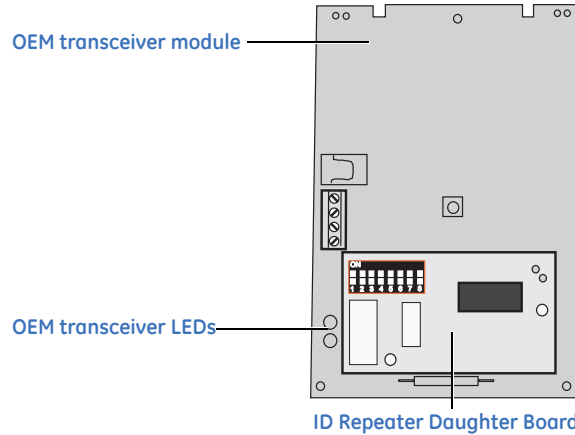 OEM transceiver module
ON
1 2 3 4 5 6 7 8
OEM transceiver LEDs
ID Repeater Daughter Board